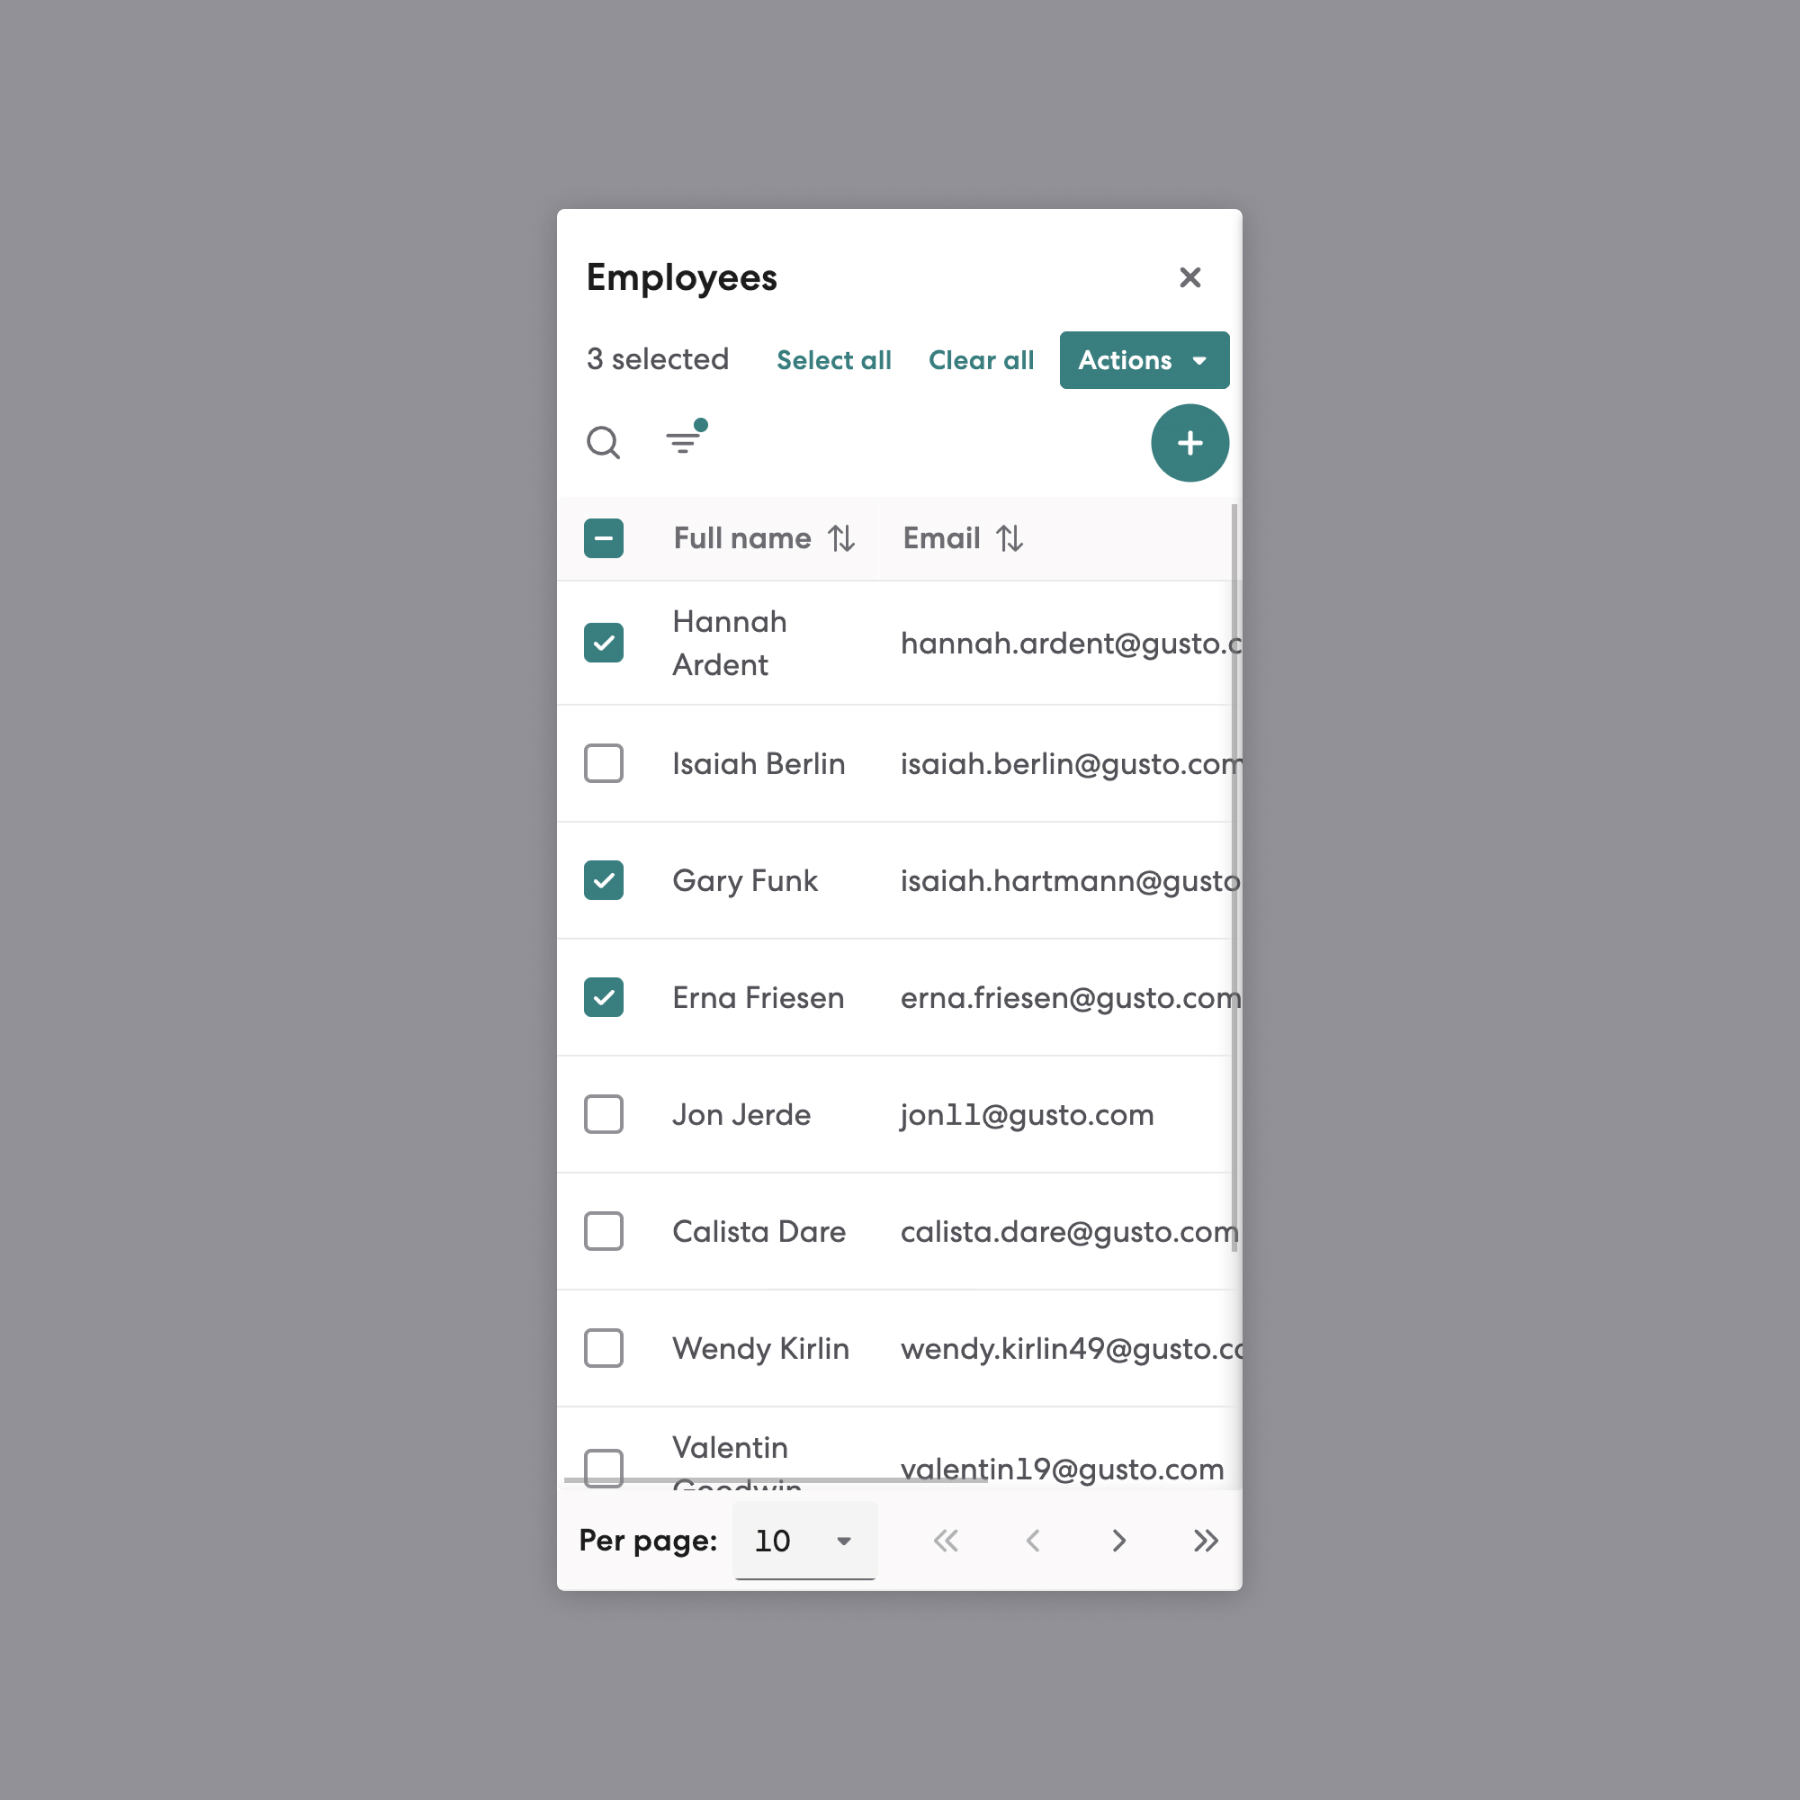 Employees
3 selected Select all Clear all Actions
Full name Email
Hannah
Ardent
hannah.ardent@gusto.c
Isaiah Berlin isaiah.berlin@gusto.com
Gary Funk isaiah.hartmann@gusto
Erna Friesen erna.friesen@gusto.com
Jon Jerde jon11@gusto.com
Calista Dare calista.dare@gusto.com
Wendy Kirlin wendy.kirlin49@gusto.co
Valentin
Goodwin
valentin19@gusto.com
Per page: 10